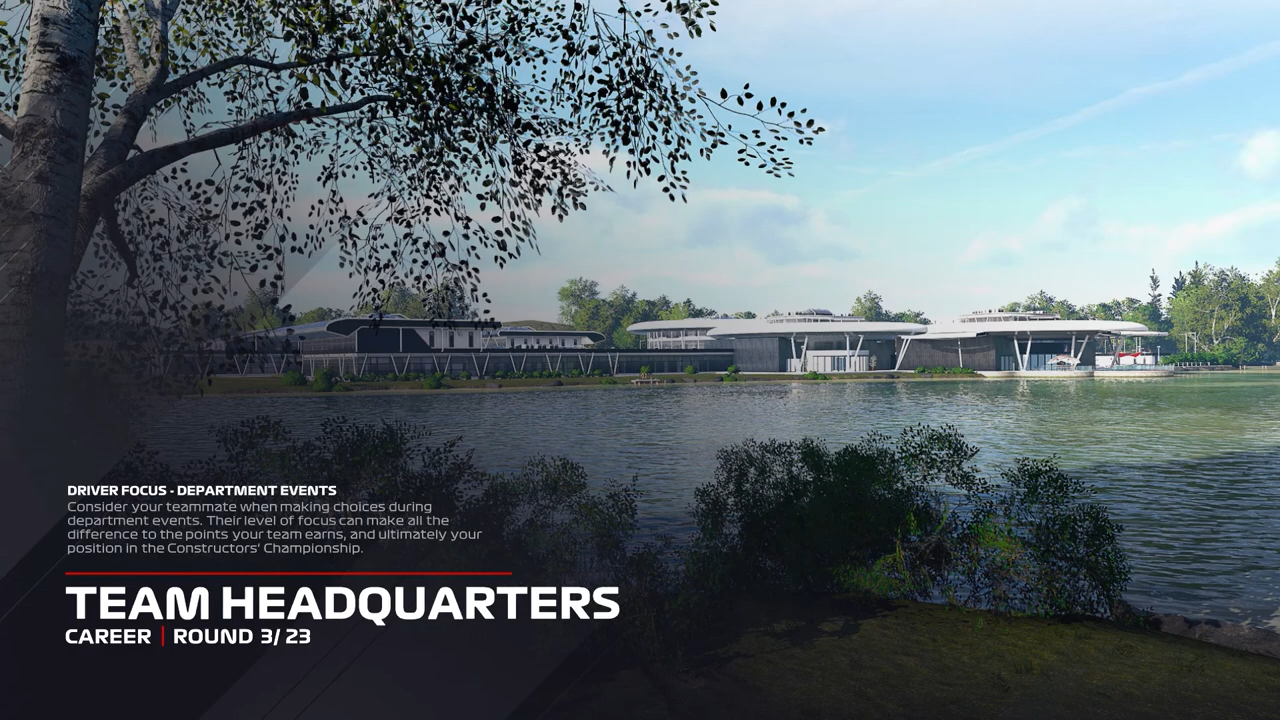 DRIVER FOCUS - DEPARTMENT EVENTS
Consider your teammate when making choices during
department events. Their level of focus can make all the
difference to the points your team earns, and ultimately your
position in the Constructors' Championship.
TEAM HEADQUARTERS
CAREER | ROUND 3/ 23